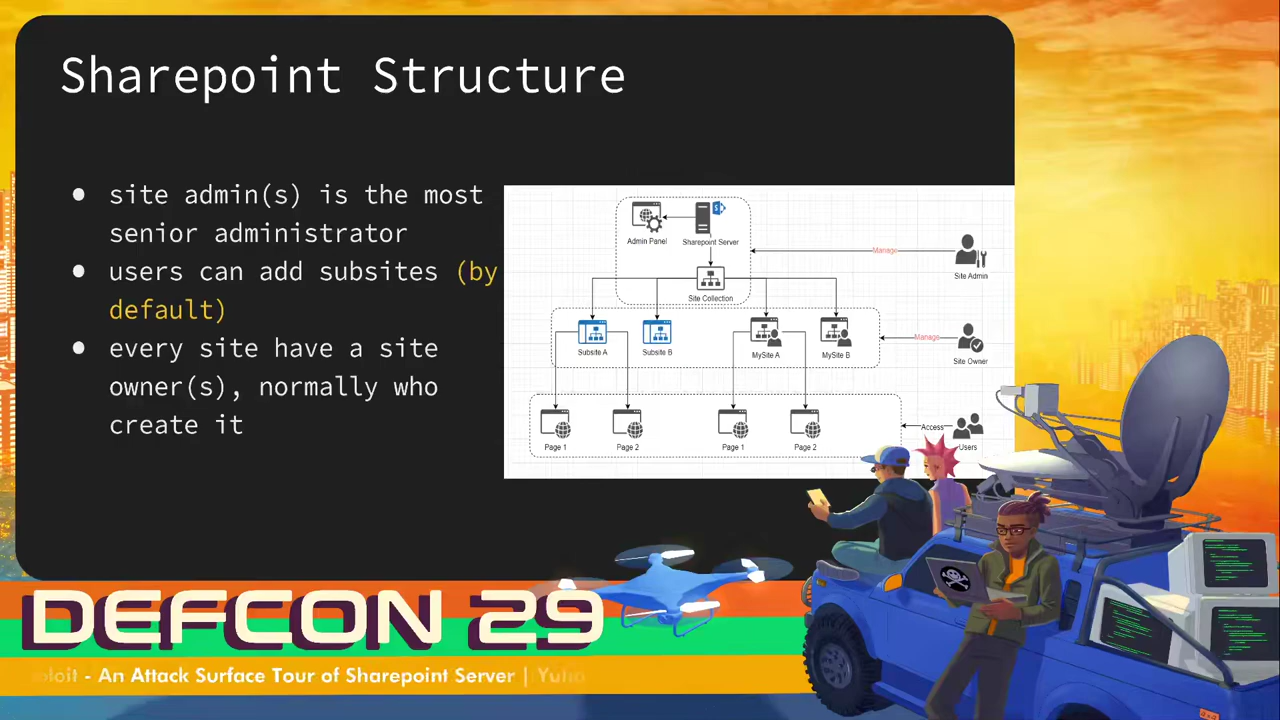 Sharepoint Structure
● site admin(s) is the most
senior administrator
● users can add subsites (by
default)
● every site have a site
owner(s), normally who
create it
Admin Panel
Sharepoint Server
Manage
Site Admin
Site Collection
Subsite A
Subsite B
MySite A
MySite B
Manage
Site Owner
Page 1
Page 2
Page 1
Page 2
Access
Users
DEFCON 29
- An Attack Surface Tour of Sharepoint Server |